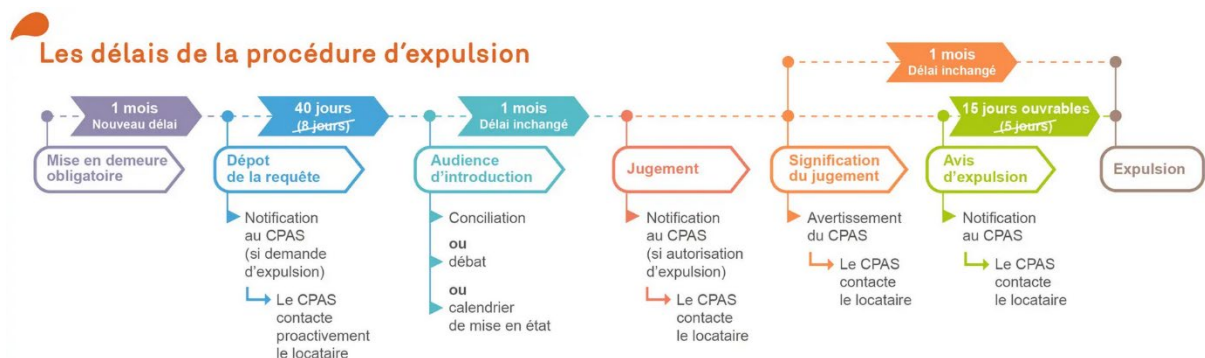 Les délais de la procédure d'expulsion
1 mois
Délai inchangé
1 mois
Nouveau délai
40 jours
(8 jours)
1 mois
Délai inchangé
15 jours ouvrables
(5 jours)
Mise en demeure
obligatoire
Dépot
de la requête
Audience
d'introduction
Jugement
Signification
du jugement
Avis
d'expulsion
Expulsion
Notification
au CPAS
(si demande
d'expulsion)
Le CPAS
contacte
proactivement
le locataire
Conciliation
ou
débat
ou
calendrier
de mise en état
Notification
au CPAS
(si autorisation
d'expulsion)
Le CPAS
contacte
le locataire
Avertissement
du CPAS
Le CPAS
contacte
le locataire
Notification
au CPAS
Le CPAS
contacte
le locataire